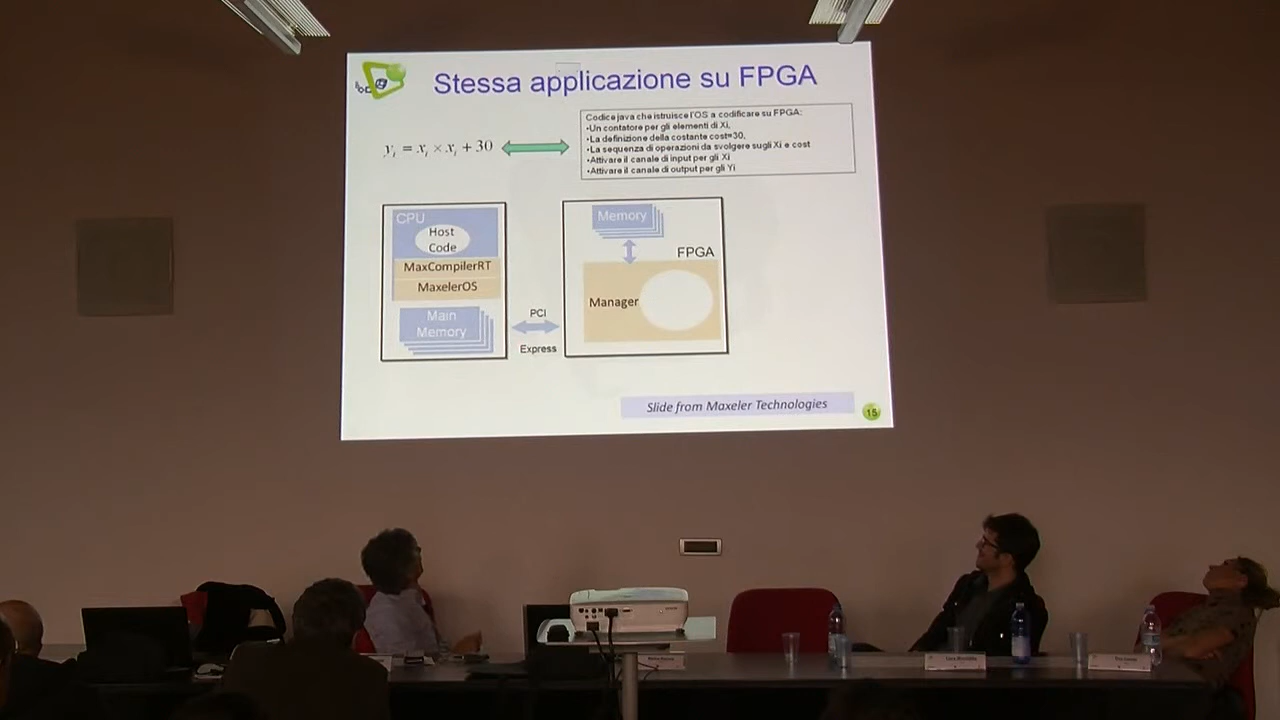 Stessa applicazione su FPGA
yi = xi × xi + 30
Codice java che istruisce l'OS a codificare su FPGA:
•Un contatore per gli elementi di Xi,
•La definizione della costante cost=30,
•La sequenza di operazioni da svolgere sugli Xi e cost
•Attivare il canale di input per gli Xi
•Attivare il canale di output per gli Yi
CPU
Host
Code
MaxCompilerRT
MaxelerOS
Main
Memory
PCI
Express
Memory
FPGA
Manager
Slide from Maxeler Technologies
15